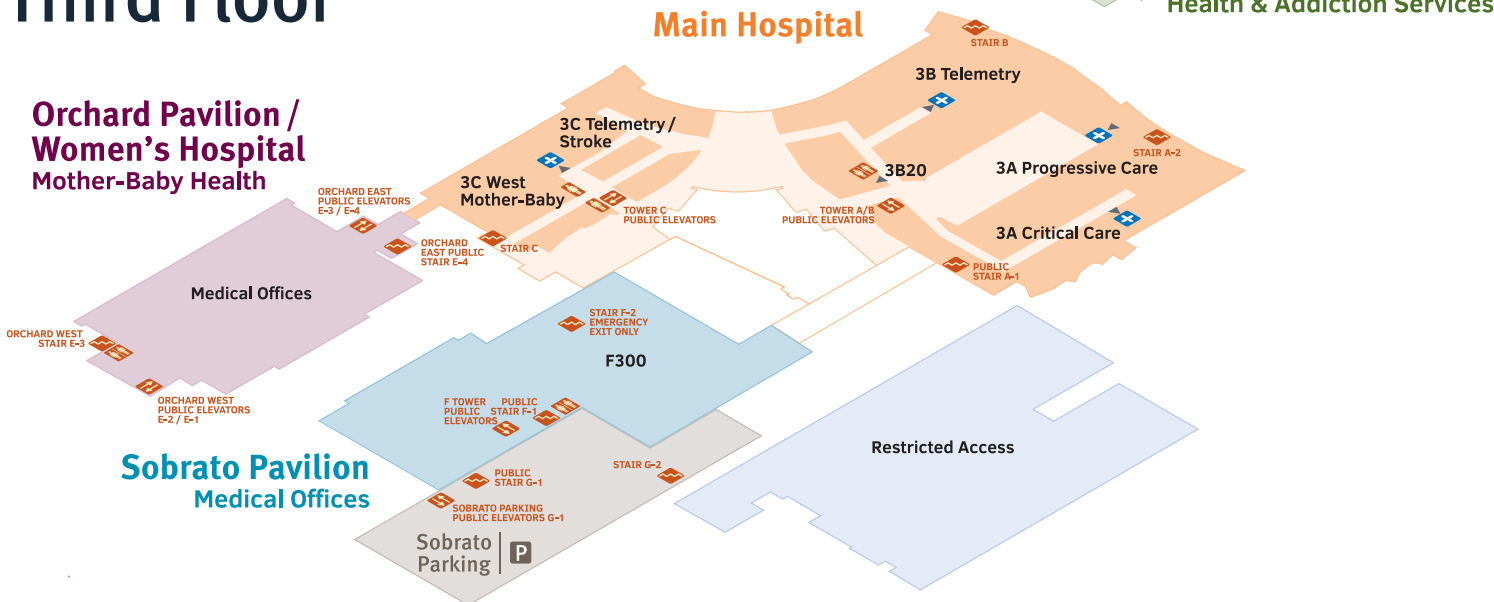 Third Floor
Main Hospital
Health & Addiction Services
STAIR B
3B Telemetry
Orchard Pavilion /
Women's Hospital
Mother-Baby Health
3C Telemetry /
Stroke
STAIR A-2
3A Progressive Care
3B20
3C West
Mother-Baby
ORCHARD EAST
PUBLIC ELEVATORS
E-3 / E-4
TOWER C
PUBLIC ELEVATORS
TOWER A/B
PUBLIC ELEVATORS
3A Critical Care
ORCHARD
EAST PUBLIC
STAIR E-4
STAIR C
PUBLIC
STAIR A-1
Medical Offices
STAIR F-2
EMERGENCY
EXIT ONLY
ORCHARD WEST
STAIR E-3
F300
ORCHARD WEST
PUBLIC ELEVATORS
E-2 / E-1
F TOWER
PUBLIC
ELEVATORS
PUBLIC
STAIR F-1
Restricted Access
Sobrato Pavilion
Medical Offices
STAIR G-2
PUBLIC
STAIR G-1
SOBRATO PARKING
PUBLIC ELEVATORS G-1
Sobrato
Parking
P